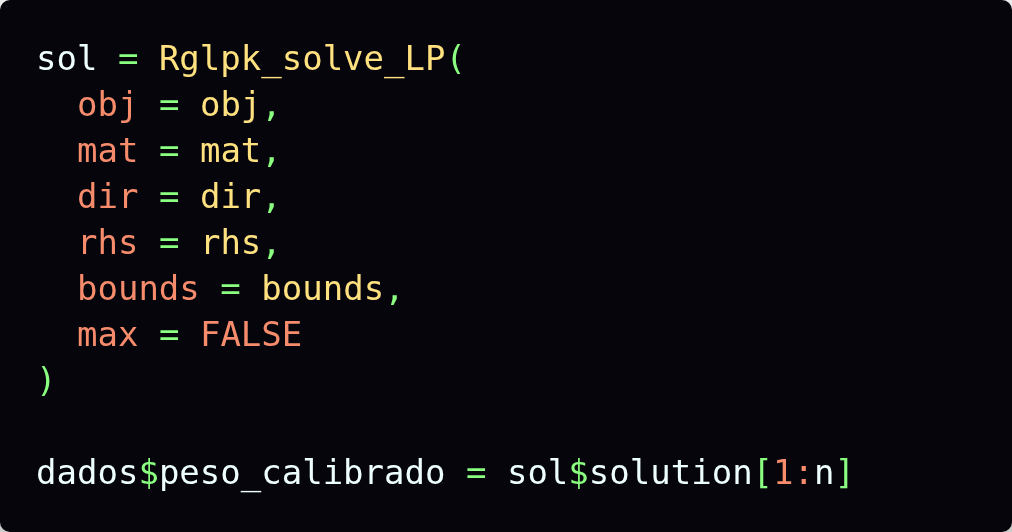 sol = Rglpk_solve_LP(
  obj = obj,
  mat = mat,
  dir = dir,
  rhs = rhs,
  bounds = bounds,
  max = FALSE
)

dados$peso_calibrado = sol$solution[1:n]